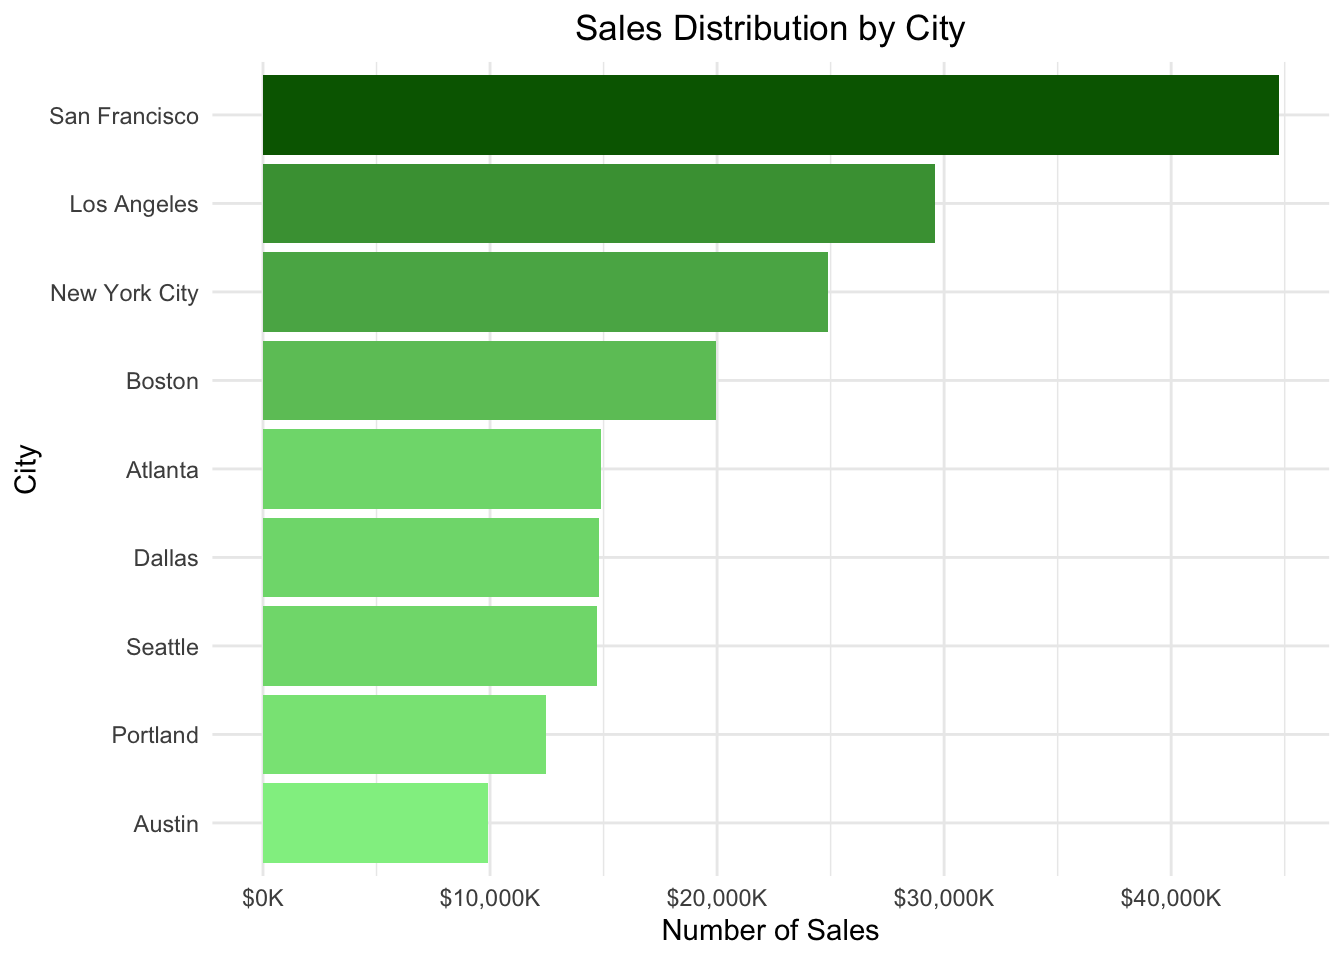 Sales Distribution by City
San Francisco
Los Angeles
New York City
Boston
Atlanta
Dallas
Seattle
Portland
Austin
City
$0K $10,000K $20,000K $30,000K $40,000K
Number of Sales